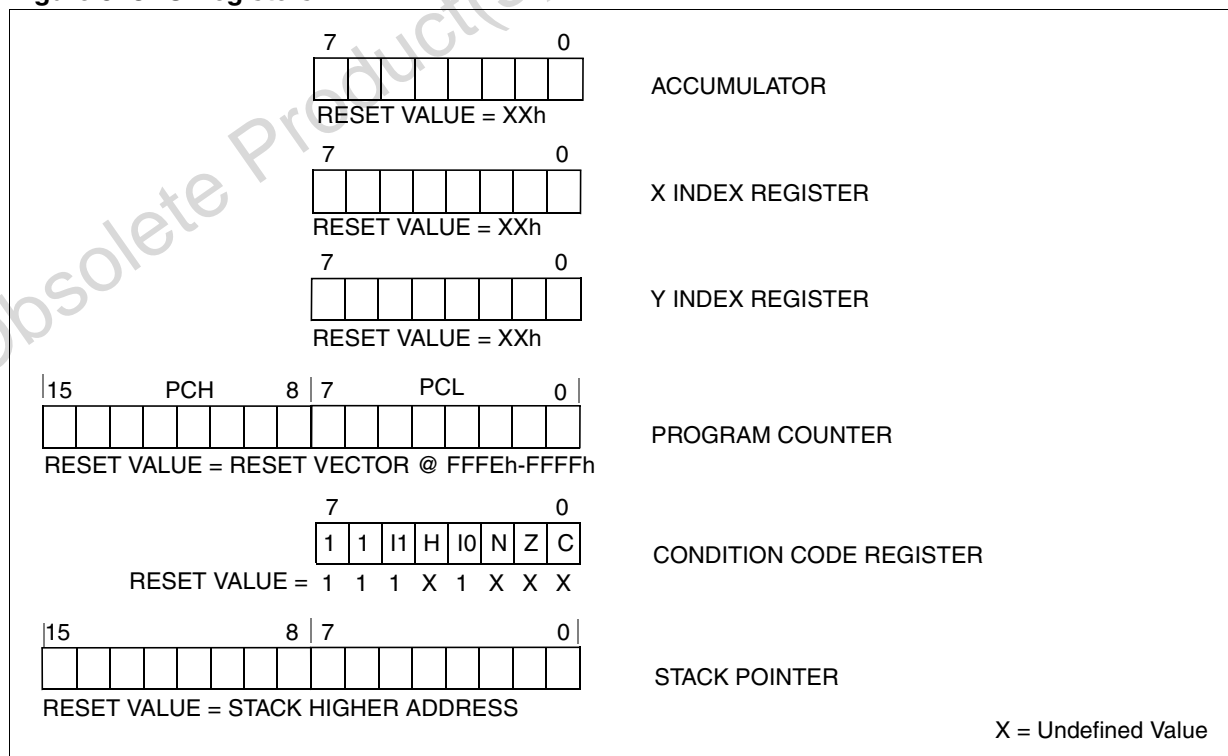 7 0
ACCUMULATOR
RESET VALUE = XXh
7 0
X INDEX REGISTER
RESET VALUE = XXh
7 0
Y INDEX REGISTER
RESET VALUE = XXh
15 PCH 8 7 PCL 0
PROGRAM COUNTER
RESET VALUE = RESET VECTOR @ FFFEh-FFFFh
7 0
1 1 I1 H I0 N Z C
CONDITION CODE REGISTER
RESET VALUE = 1 1 1 X 1 X X X
15 8 7 0
STACK POINTER
RESET VALUE = STACK HIGHER ADDRESS
X = Undefined Value